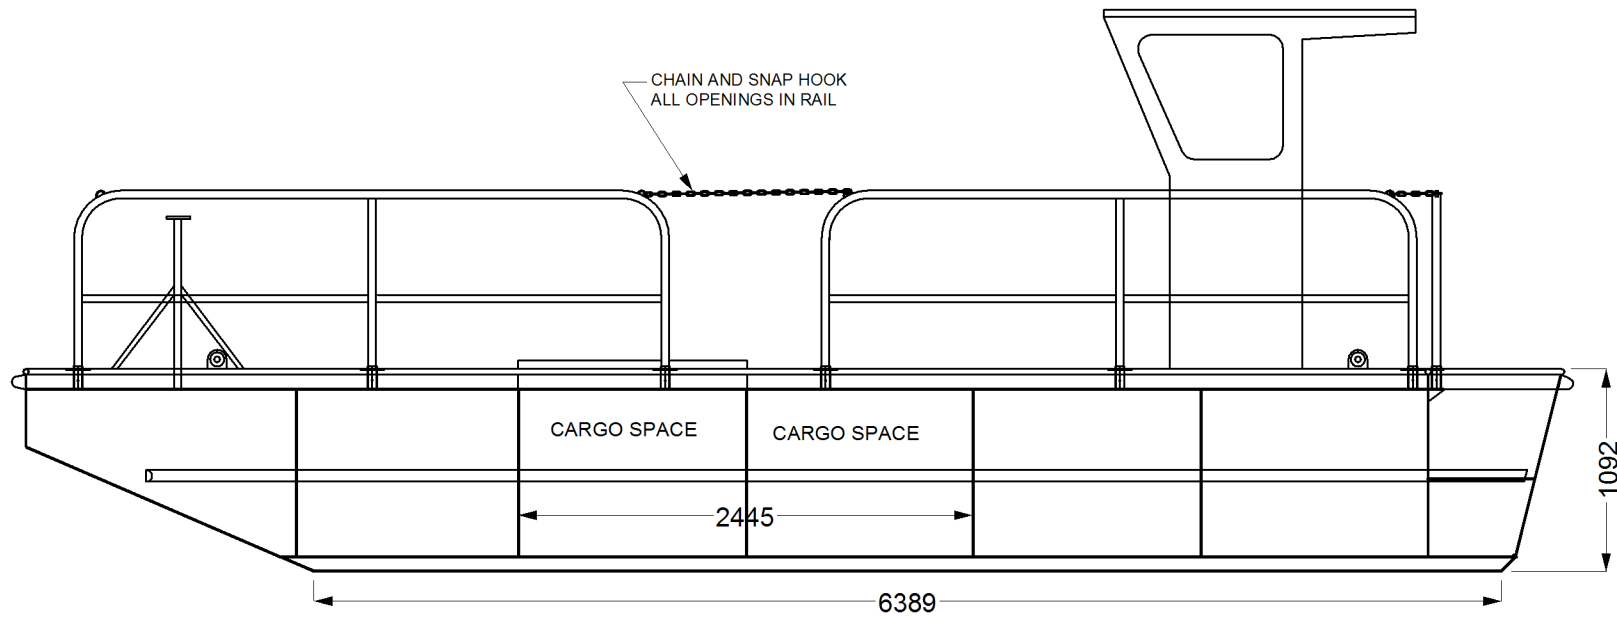 CHAIN AND SNAP HOOK
ALL OPENINGS IN RAIL
CARGO SPACE
CARGO SPACE
2445
1092
6389